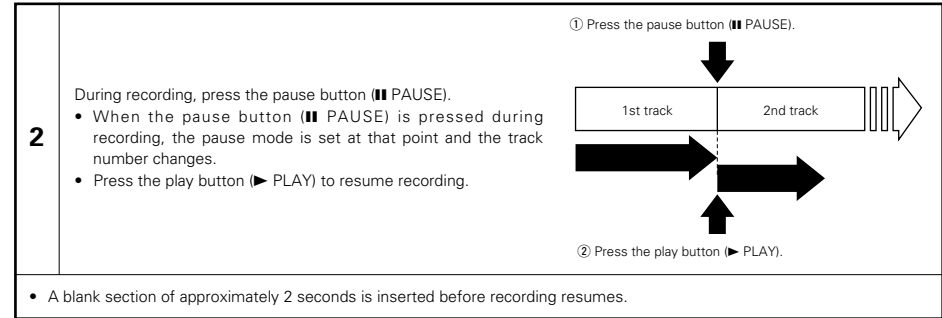 2
During recording, press the pause button (❚❚ PAUSE).
• When the pause button (❚❚ PAUSE) is pressed during
recording, the pause mode is set at that point and the track
number changes.
• Press the play button (► PLAY) to resume recording.
① Press the pause button (❚❚ PAUSE).
1st track
2nd track
② Press the play button (► PLAY).
• A blank section of approximately 2 seconds is inserted before recording resumes.